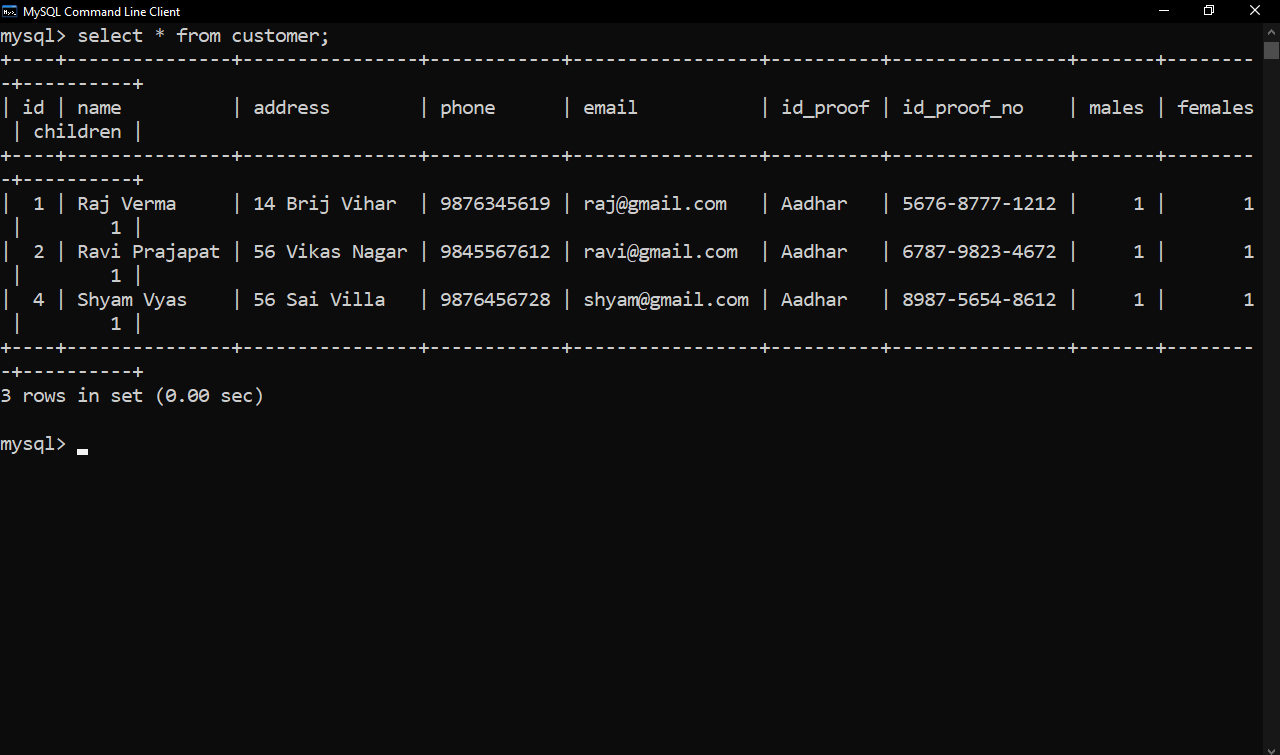 MySQL Command Line Client
mysql> select * from customer;
+----+---------------+----------------+------------+-----------------+----------+----------------+-------+--------
-+----------+
| id | name          | address        | phone      | email           | id_proof | id_proof_no    | males | females
 | children |
+----+---------------+----------------+------------+-----------------+----------+----------------+-------+--------
-+----------+
|  1 | Raj Verma     | 14 Brij Vihar  | 9876345619 | raj@gmail.com   | Aadhar   | 5676-8777-1212 |     1 |       1
 |        1 |
|  2 | Ravi Prajapat | 56 Vikas Nagar | 9845567612 | ravi@gmail.com  | Aadhar   | 6787-9823-4672 |     1 |       1
 |        1 |
|  4 | Shyam Vyas    | 56 Sai Villa   | 9876456728 | shyam@gmail.com | Aadhar   | 8987-5654-8612 |     1 |       1
 |        1 |
+----+---------------+----------------+------------+-----------------+----------+----------------+-------+--------
-+----------+
3 rows in set (0.00 sec)
mysql>